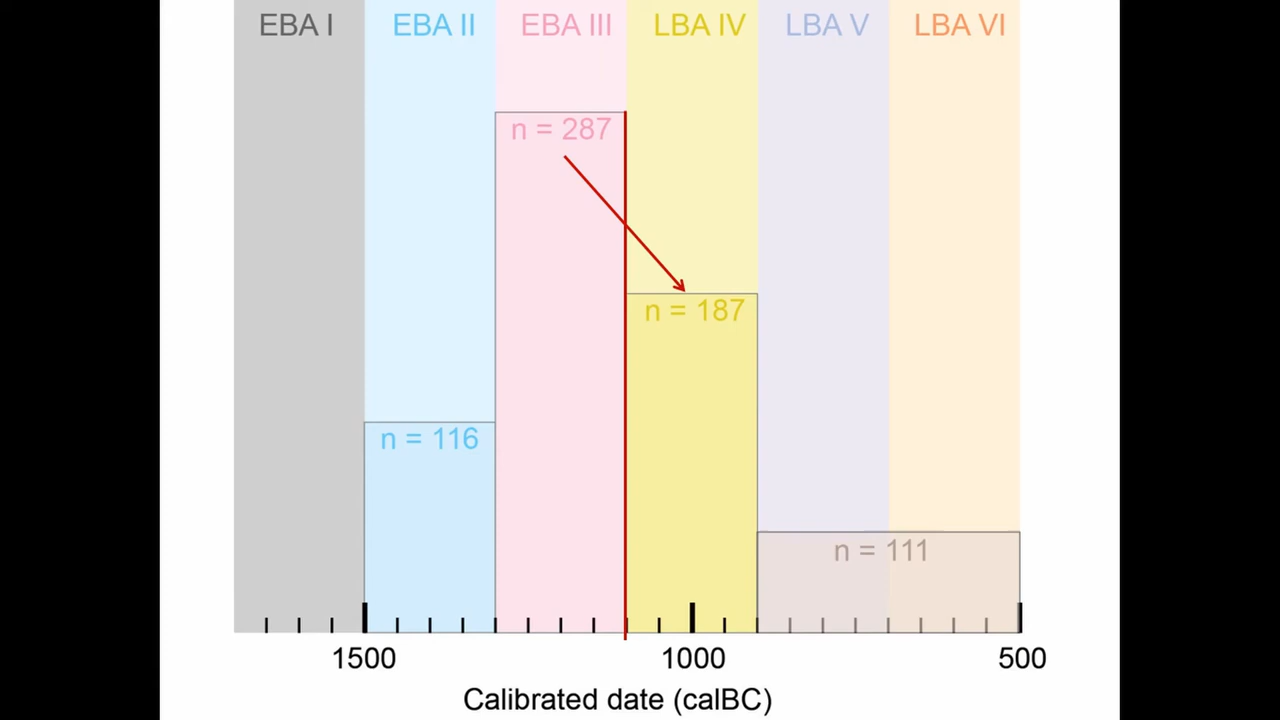 EBA I EBA II EBA III LBA IV LBA V LBA VI
n = 287
n = 187
n = 116
n = 111
1500 1000 500
Calibrated date (calBC)